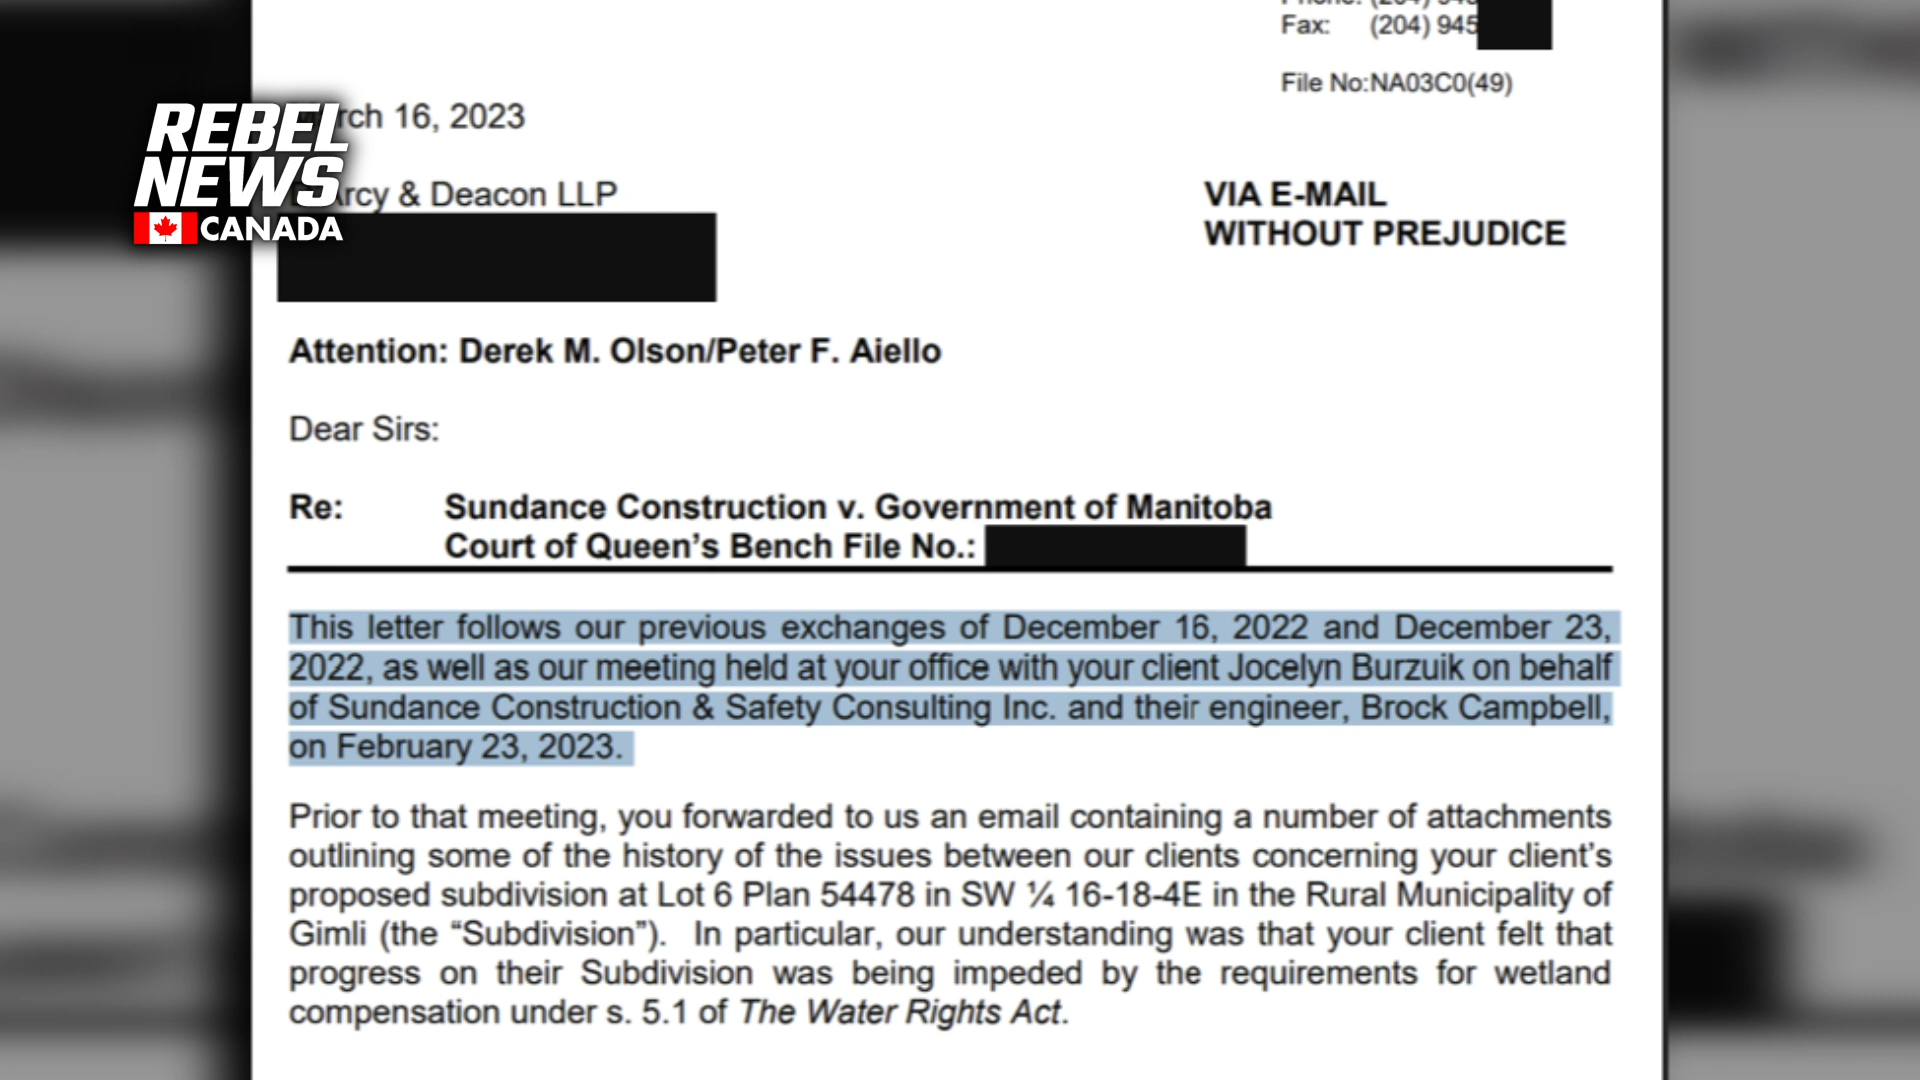 Fax: (204) 945
File No:NA03C0(49)
rch 16, 2023
REBEL
NEWS
CANADA
rcy & Deacon LLP
VIA E-MAIL
WITHOUT PREJUDICE
Attention: Derek M. Olson/Peter F. Aiello
Dear Sirs:
Re: Sundance Construction v. Government of Manitoba
Court of Queen’s Bench File No.:
This letter follows our previous exchanges of December 16, 2022 and December 23,
2022, as well as our meeting held at your office with your client Jocelyn Burzuik on behalf
of Sundance Construction & Safety Consulting Inc. and their engineer, Brock Campbell,
on February 23, 2023.
Prior to that meeting, you forwarded to us an email containing a number of attachments
outlining some of the history of the issues between our clients concerning your client’s
proposed subdivision at Lot 6 Plan 54478 in SW ¼ 16-18-4E in the Rural Municipality of
Gimli (the “Subdivision”). In particular, our understanding was that your client felt that
progress on their Subdivision was being impeded by the requirements for wetland
compensation under s. 5.1 of The Water Rights Act.